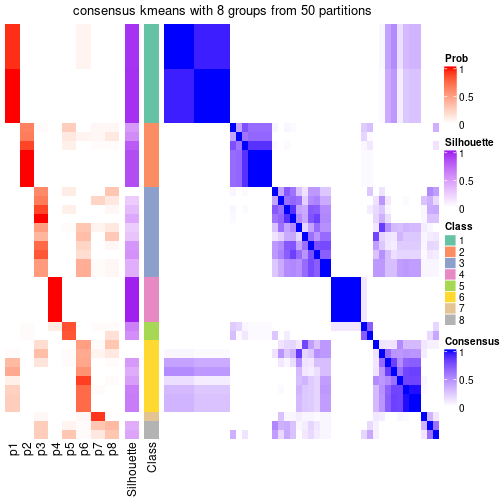 consensus kmeans with 8 groups from 50 partitions
Prob
1
0.5
0
Silhouette
1
0.5
0
Class
1
2
3
4
5
6
7
8
Consensus
1
0.5
0
p1
p2
p3
p4
p5
p6
p7
p8
Silhouette
Class